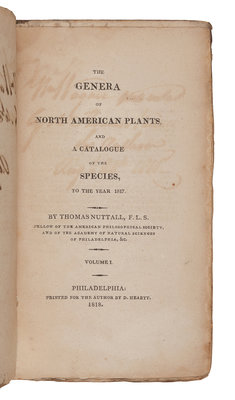 THE
GENERA
OF
NORTH AMERICAN PLANTS,
AND
A CATALOGUE
OF THE
SPECIES,
TO THE YEAR 1817.
BY THOMAS NUTTALL, F. L. S.
FELLOW OF THE AMERICAN PHILOSOPHICAL SOCIETY,
AND OF THE ACADEMY OF NATURAL SCIENCES
OF PHILADELPHIA, &c.
VOLUME I.
PHILADELPHIA:
PRINTED FOR THE AUTHOR BY D. HEARTT.
1818.